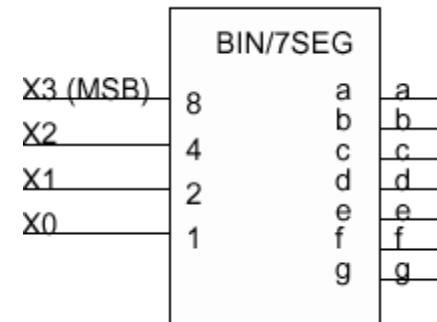 BIN/7SEG
X3 (MSB) 8 a a
b b
X2 4 c c
X1 2 d d
e e
X0 1 f f
g g